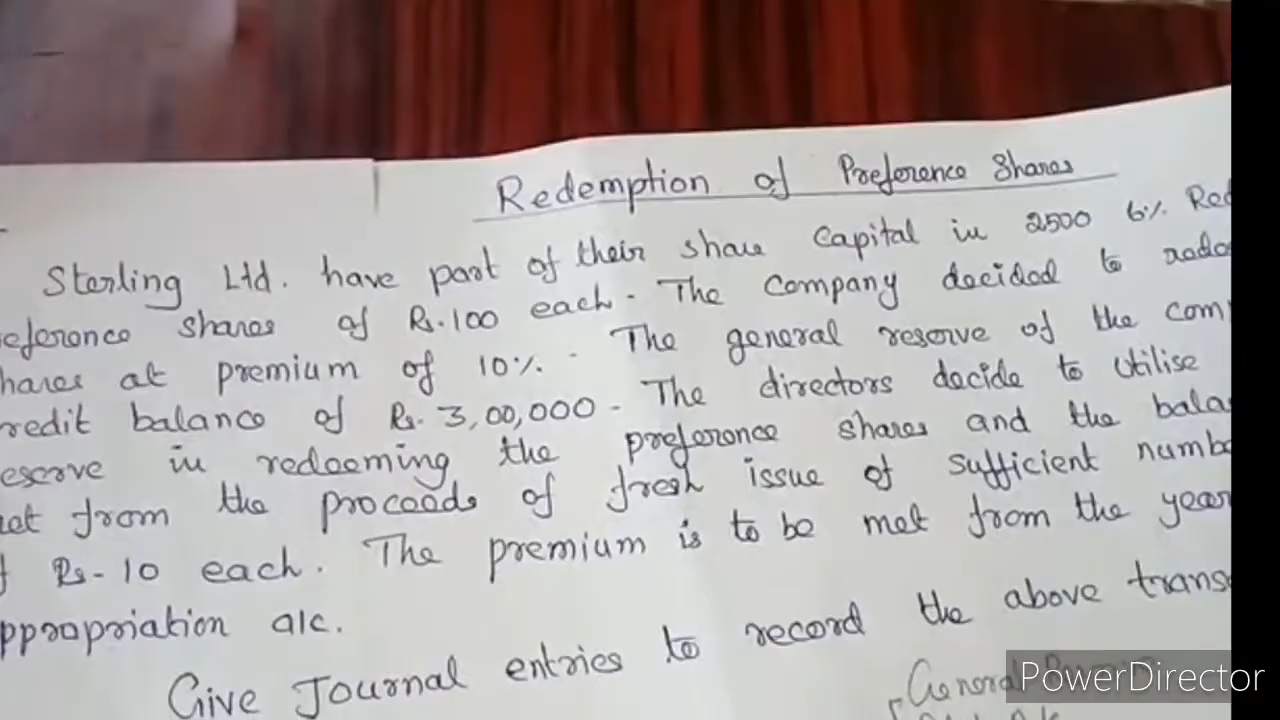 Redemption of Preference Shares
Sterling Ltd. have part of their share capital in 2500 6% Red
eference shares of Rs.100 each. The company decided to redee
hares at premium of 10%. The general reserve of the com
redit balance of Rs. 3,00,000. The directors decide to utilise
eserve in redeeming the preference shares and the bala
et from the proceeds of fresh issue of sufficient numbe
f Rs-10 each. The premium is to be met from the year
ppropriation a/c.
Give Journal entries to record the above trans
General
PowerDirector